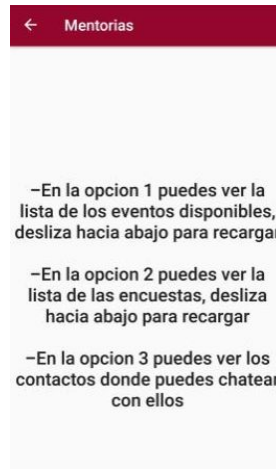 Mentorias
–En la opcion 1 puedes ver la
lista de los eventos disponibles,
desliza hacia abajo para recargar
–En la opcion 2 puedes ver la
lista de las encuestas, desliza
hacia abajo para recargar
–En la opcion 3 puedes ver los
contactos donde puedes chatear
con ellos